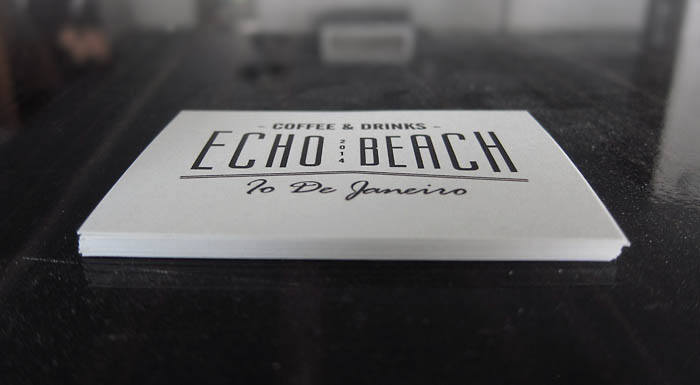 - COFFEE & DRINKS -
ECHO 2014 BEACH
Io De Janeiro